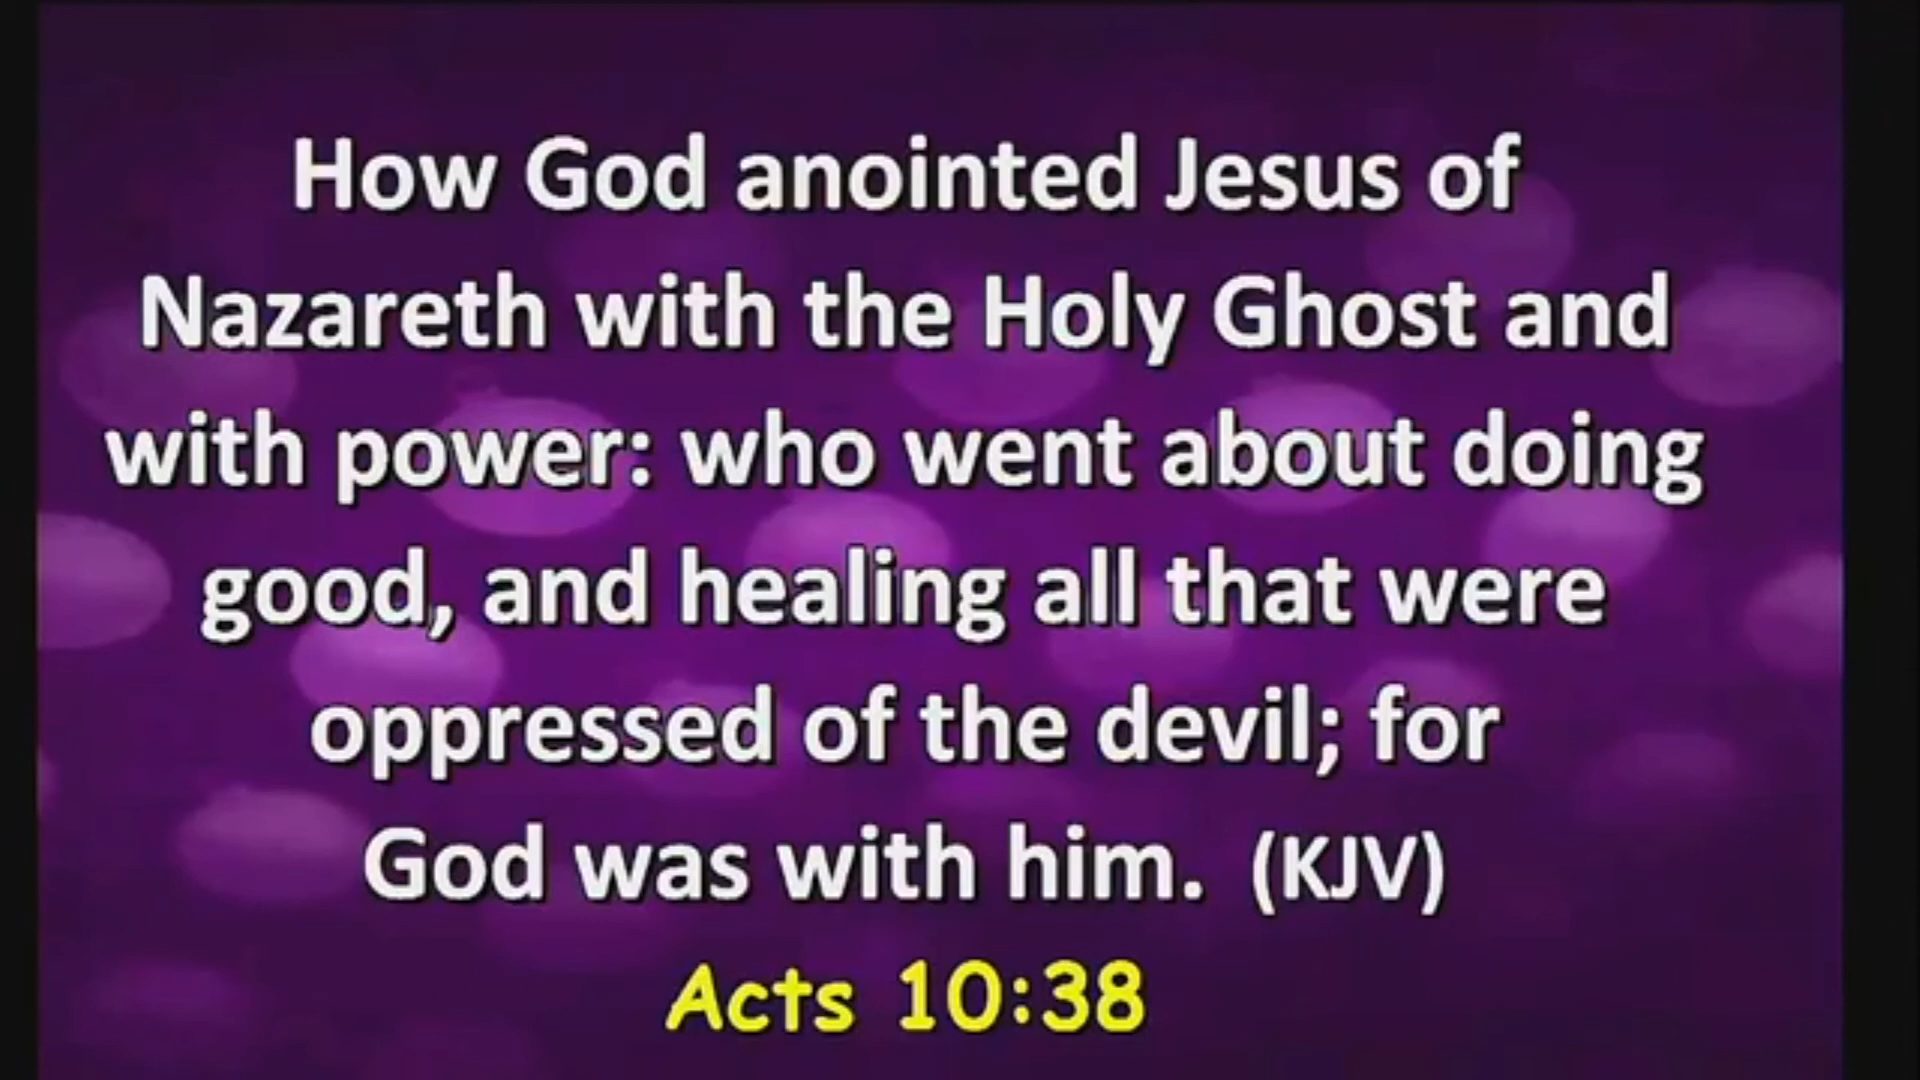 How God anointed Jesus of
Nazareth with the Holy Ghost and
with power: who went about doing
good, and healing all that were
oppressed of the devil; for
God was with him. (KJV)
Acts 10:38